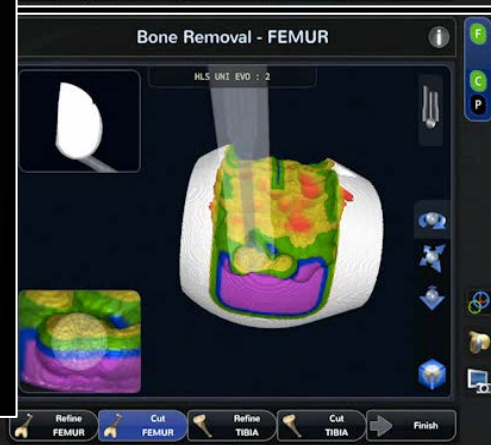 Bone Removal - FEMUR
i
F
HLS UNI EVO : 2
C
P
Refine
FEMUR
Cut
FEMUR
Refine
TIBIA
Cut
TIBIA
Finish